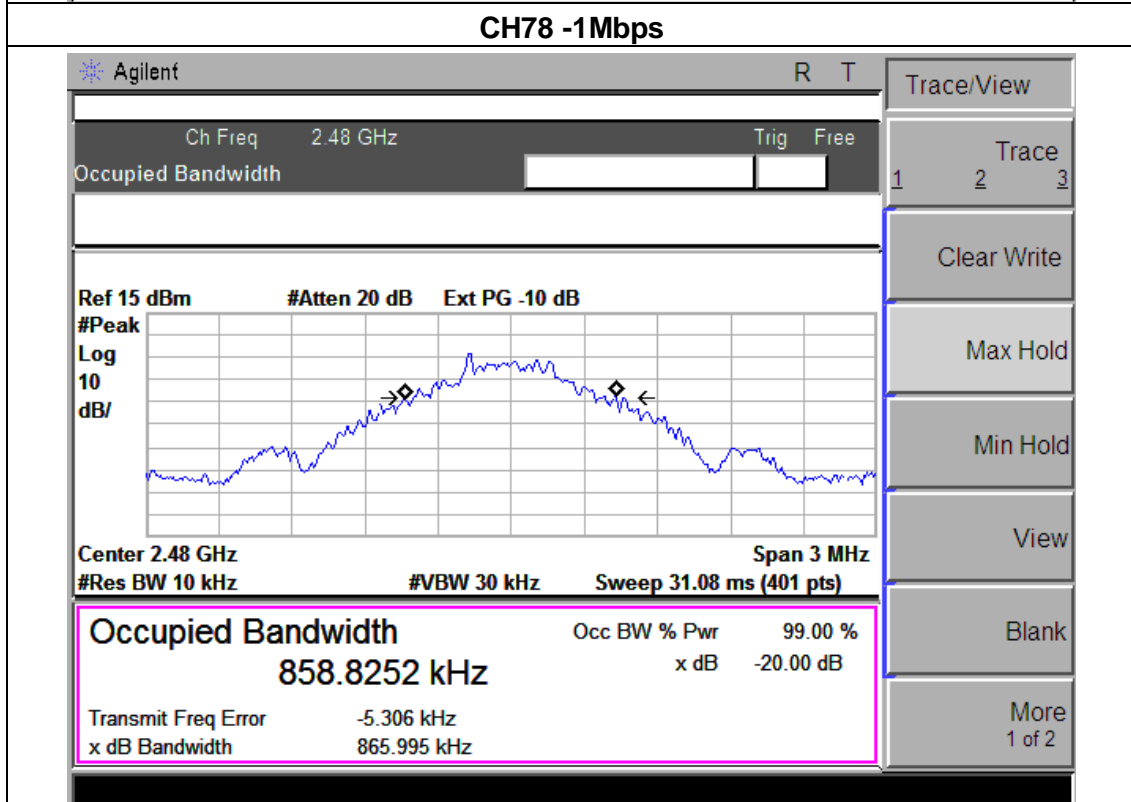 CH78 -1Mbps
Agilent R T
Ch Freq 2.48 GHz Trig Free
Occupied Bandwidth
Ref 15 dBm #Atten 20 dB Ext PG -10 dB
#Peak
Log
10
dB/
Center 2.48 GHz Span 3 MHz
#Res BW 10 kHz #VBW 30 kHz Sweep 31.08 ms (401 pts)
Occupied Bandwidth Occ BW % Pwr 99.00 %
858.8252 kHz x dB -20.00 dB
Transmit Freq Error -5.306 kHz
x dB Bandwidth 865.995 kHz
Trace/View
Trace
1 2 3
Clear Write
Max Hold
Min Hold
View
Blank
More
1 of 2